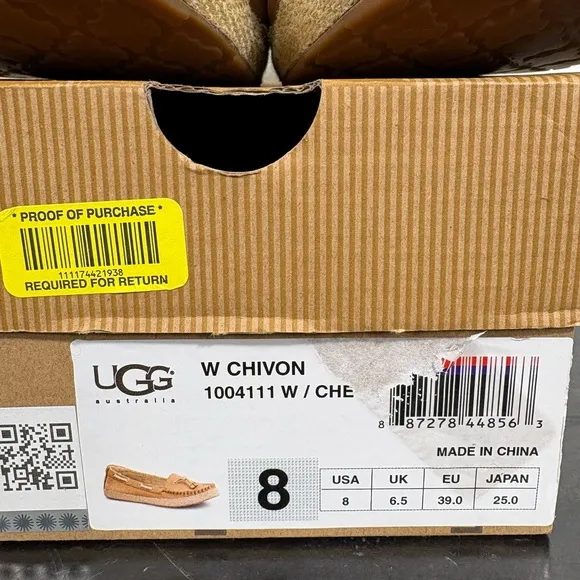 * PROOF OF PURCHASE *
111174421938
REQUIRED FOR RETURN
UGG
australia
W CHIVON
1004111 W / CHE
8 87278 44856 3
MADE IN CHINA
8
USA UK EU JAPAN
8 6.5 39.0 25.0